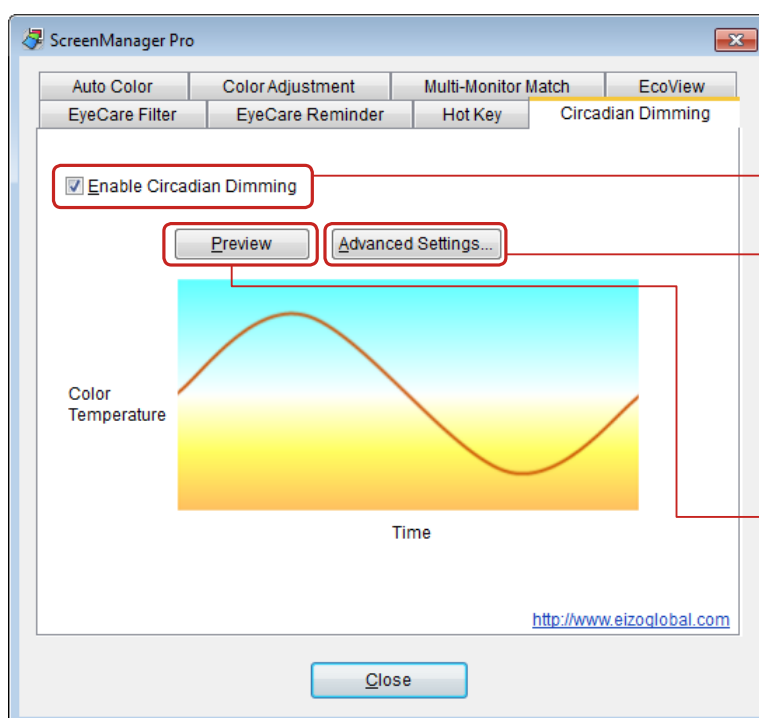 ScreenManager Pro
Auto Color
Color Adjustment
Multi-Monitor Match
EcoView
EyeCare Filter
EyeCare Reminder
Hot Key
Circadian Dimming
Enable Circadian Dimming
Preview
Advanced Settings...
Color
Temperature
Time
http://www.eizoglobal.com
Close